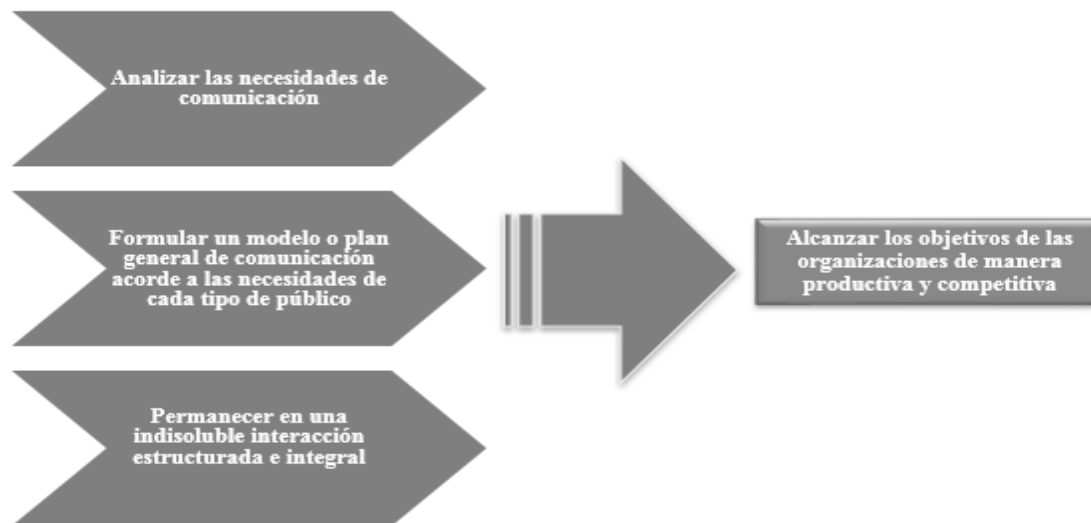 Analizar las necesidades de
comunicación
Formular un modelo o plan
general de comunicación
acorde a las necesidades de
cada tipo de público
Permanecer en una
indisoluble interacción
estructurada e integral
Alcanzar los objetivos de las
organizaciones de manera
productiva y competitiva